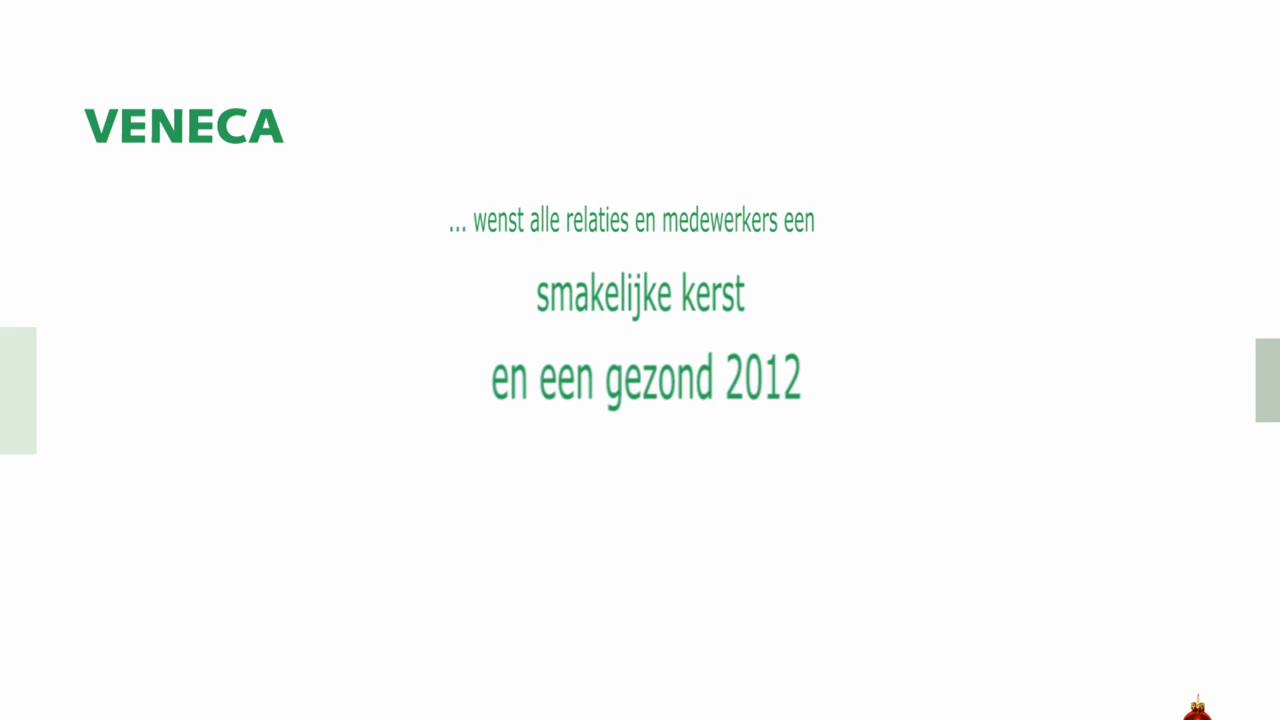 VENECA
... wenst alle relaties en medewerkers een
smakelijke kerst
en een gezond 2012